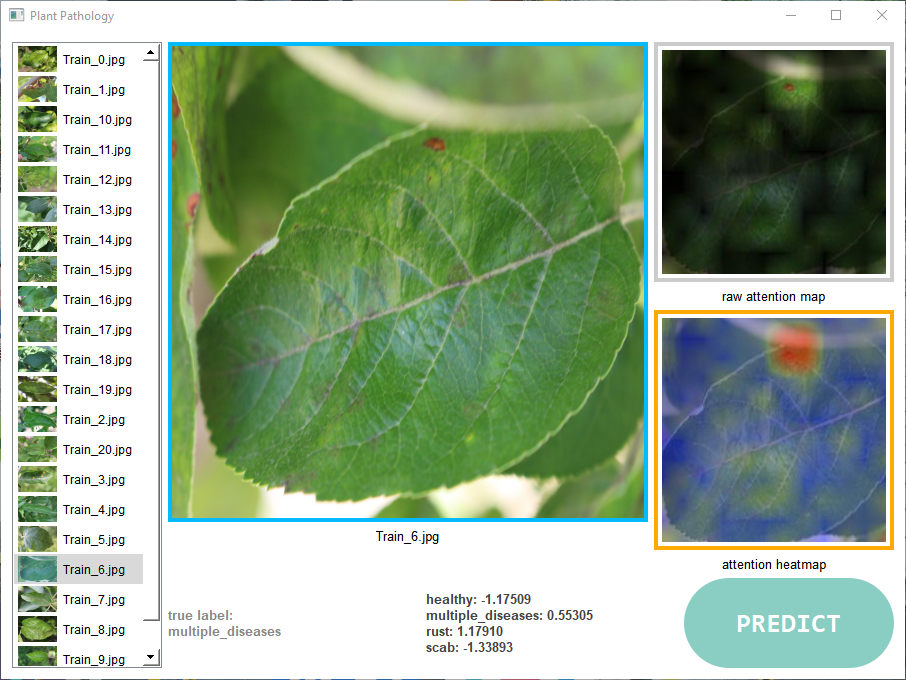 Plant Pathology
Train_0.jpg
Train_1.jpg
Train_10.jpg
Train_11.jpg
Train_12.jpg
Train_13.jpg
Train_14.jpg
Train_15.jpg
Train_16.jpg
Train_17.jpg
Train_18.jpg
Train_19.jpg
Train_2.jpg
Train_20.jpg
Train_3.jpg
Train_4.jpg
Train_5.jpg
Train_6.jpg
Train_7.jpg
Train_8.jpg
Train_9.jpg
Train_6.jpg
true label:
multiple_diseases
healthy: -1.17509
multiple_diseases: 0.55305
rust: 1.17910
scab: -1.33893
raw attention map
attention heatmap
PREDICT